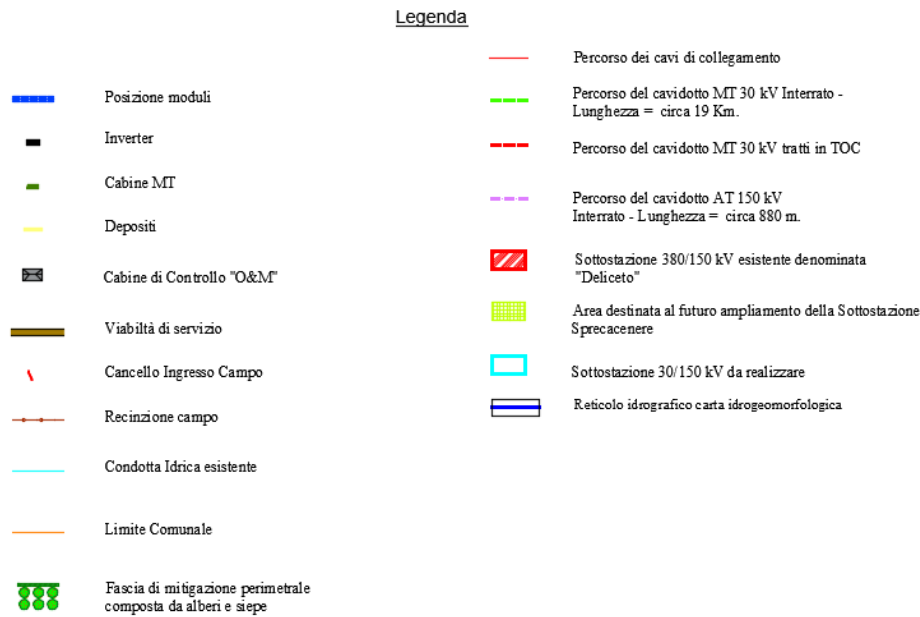 Legenda
Posizione moduli
Inverter
Cabine MT
Depositi
Cabine di Controllo "O&M"
Viabiltà di servizio
Cancello Ingresso Campo
Recinzione campo
Condotta Idrica esistente
Limite Comunale
Fascia di mitigazione perimetrale
composta da alberi e siepe
Percorso dei cavi di collegamento
Percorso del cavidotto MT 30 kV Interrato -
Lunghezza = circa 19 Km.
Percorso del cavidotto MT 30 kV tratti in TOC
Percorso del cavidotto AT 150 kV
Interrato - Lunghezza = circa 880 m.
Sottostazione 380/150 kV esistente denominata
"Deliceto"
Area destinata al futuro ampliamento della Sottostazione
Sprecacenere
Sottostazione 30/150 kV da realizzare
Reticolo idrografico carta idrogeomorfologica